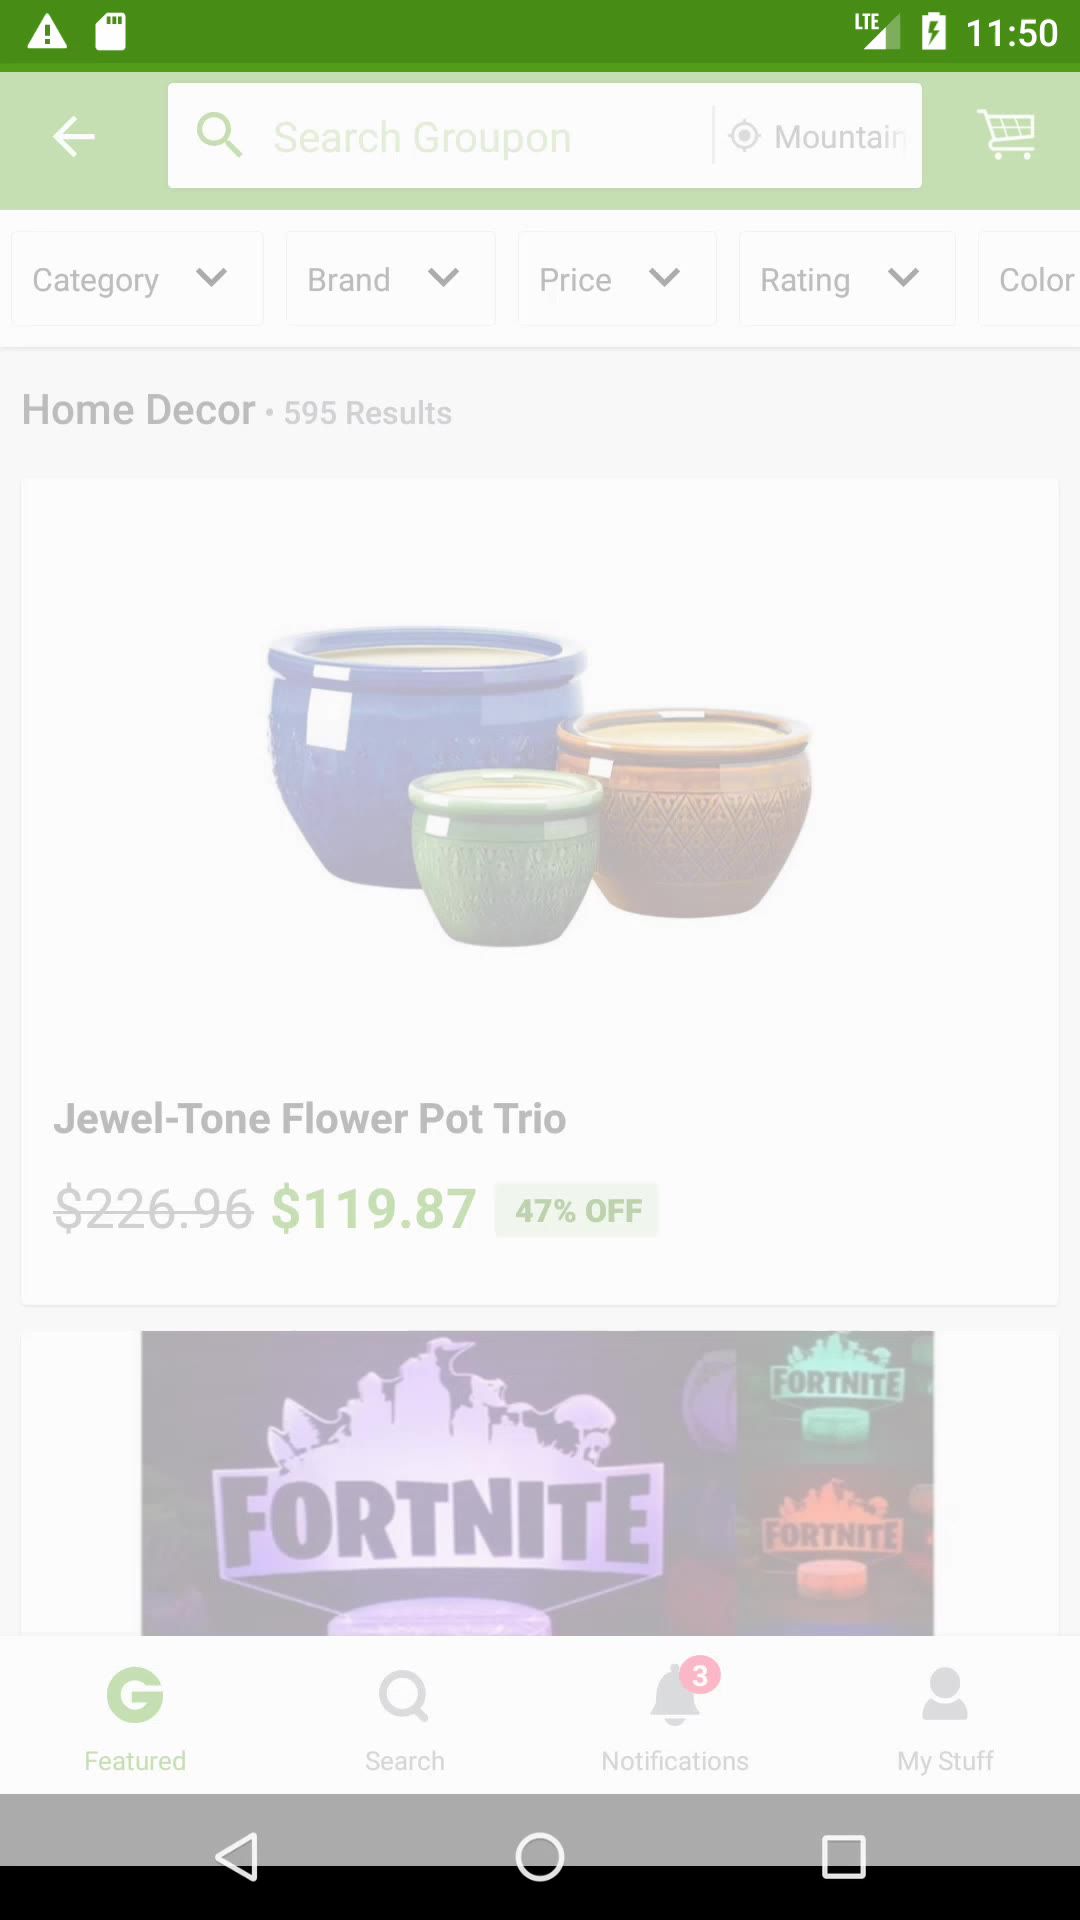 LTE 11:50
Search Groupon Mountain
Category Brand Price Rating Color
Home Decor • 595 Results
Jewel-Tone Flower Pot Trio
$226.96 $119.87 47% OFF
FORTNITE
FORTNITE
FORTNITE
3
Featured Search Notifications My Stuff